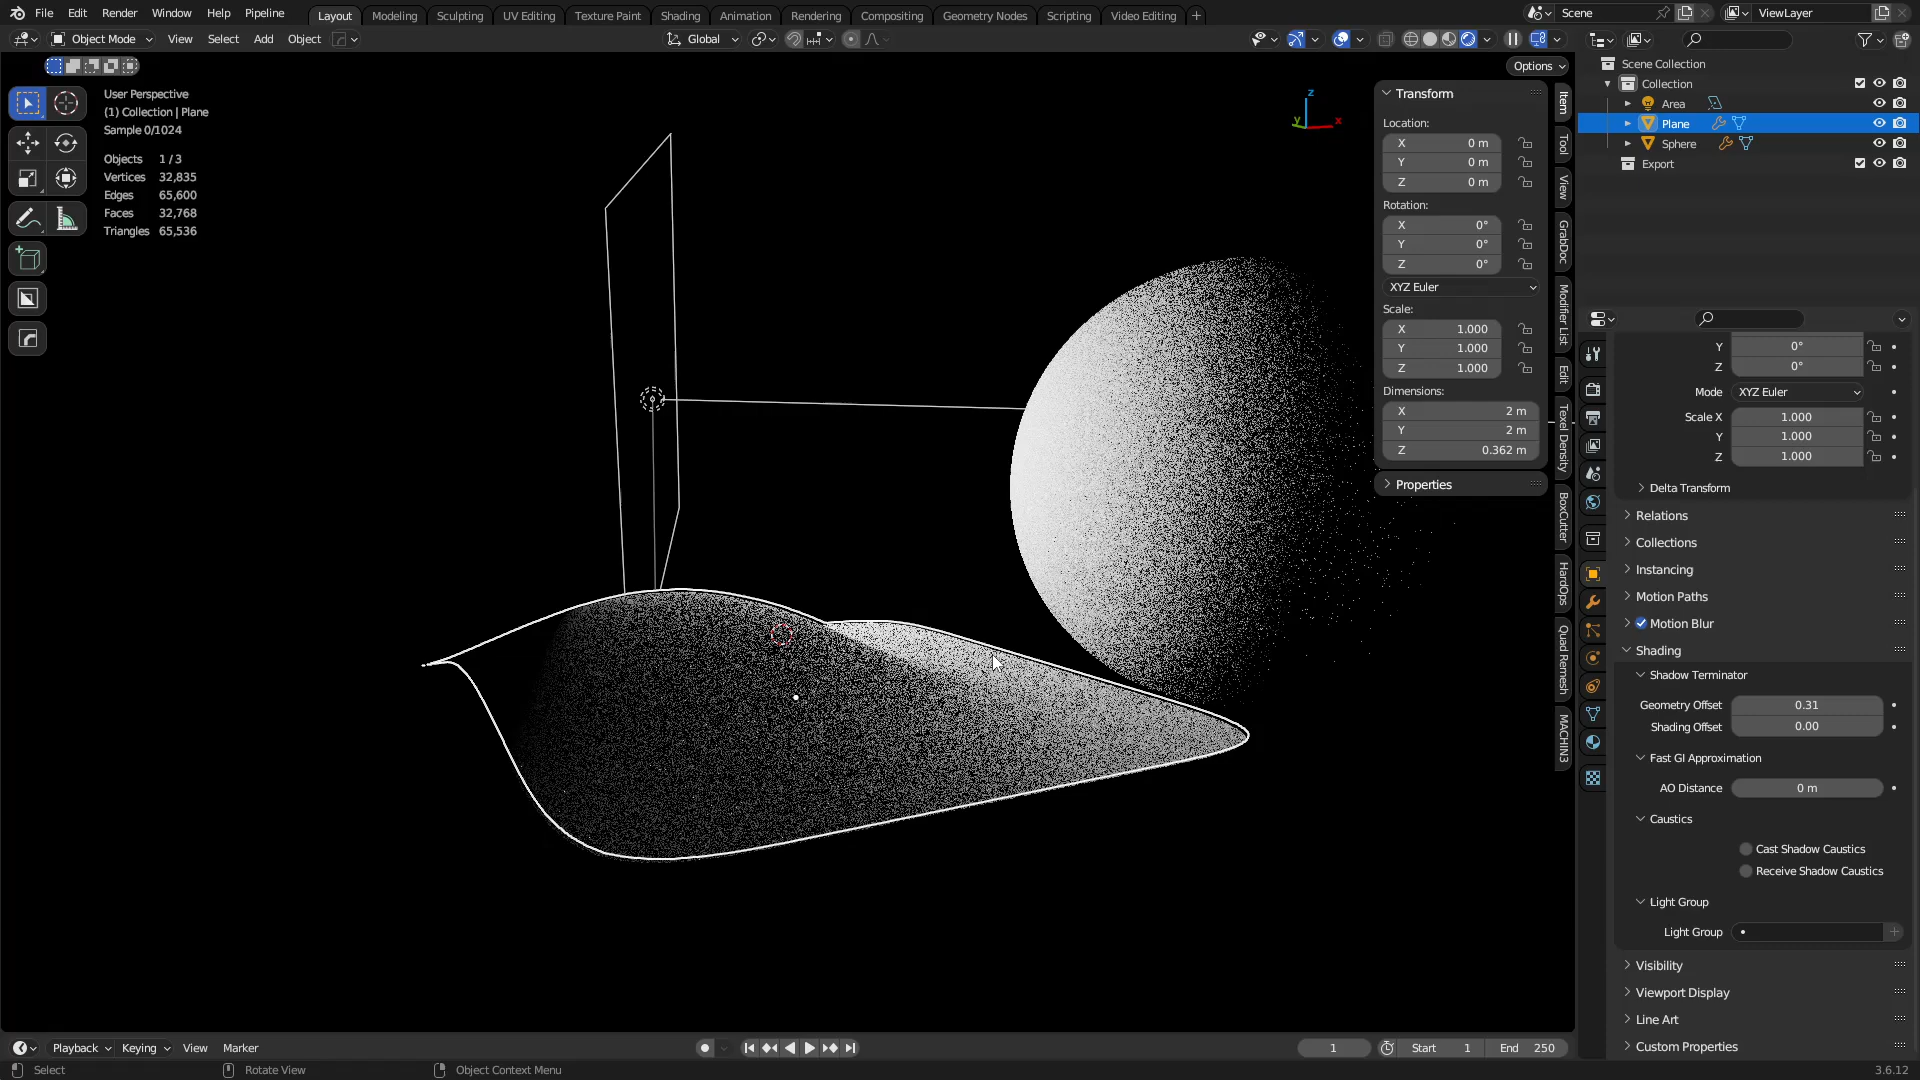 File Edit Render Window Help Pipeline Layout Modeling Sculpting UV Editing Texture Paint Shading Animation Rendering Compositing Geometry Nodes Scripting Video Editing + Scene ViewLayer
Object Mode View Select Add Object Global
Options
User Perspective
(1) Collection | Plane
Sample 0/1024
Objects 1 / 3
Vertices 32,835
Edges 65,600
Faces 32,768
Triangles 65,536
Z
Y
X
Transform
Location:
X 0 m
Y 0 m
Z 0 m
Rotation:
X 0°
Y 0°
Z 0°
XYZ Euler
Scale:
X 1.000
Y 1.000
Z 1.000
Dimensions:
X 2 m
Y 2 m
Z 0.362 m
Properties
Item
Tool
View
GrabDoc
Modifier List
Edit
Texel Density
BoxCutter
HardOps
Quad Remesh
MACHIN3
Scene Collection
Collection
Area
Plane
Sphere
Export
Y 0°
Z 0°
Mode XYZ Euler
Scale X 1.000
Y 1.000
Z 1.000
Delta Transform
Relations
Collections
Instancing
Motion Paths
Motion Blur
Shading
Shadow Terminator
Geometry Offset 0.31
Shading Offset 0.00
Fast GI Approximation
AO Distance 0 m
Caustics
Cast Shadow Caustics
Receive Shadow Caustics
Light Group
Light Group
Visibility
Viewport Display
Line Art
Custom Properties
Playback Keying View Marker 1 Start 1 End 250
Select Rotate View Object Context Menu 3.6.12